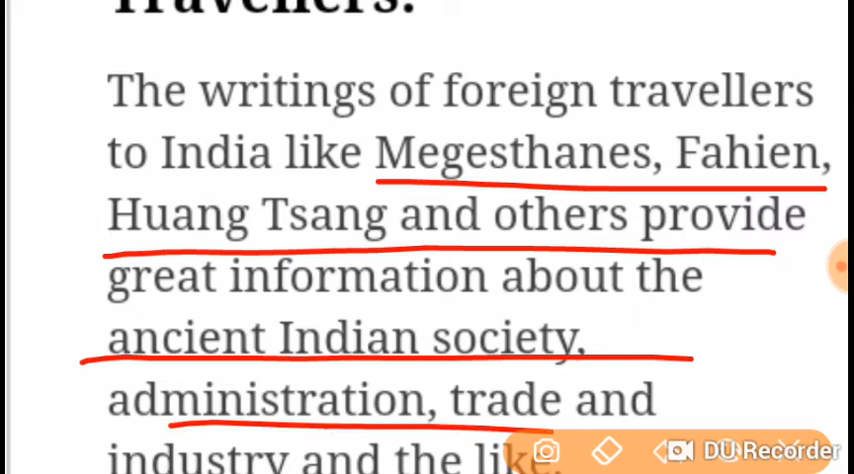 Travellers:
The writings of foreign travellers
to India like Megesthanes, Fahien,
Huang Tsang and others provide
great information about the
ancient Indian society,
administration, trade and
industry and the like.
DU Recorder